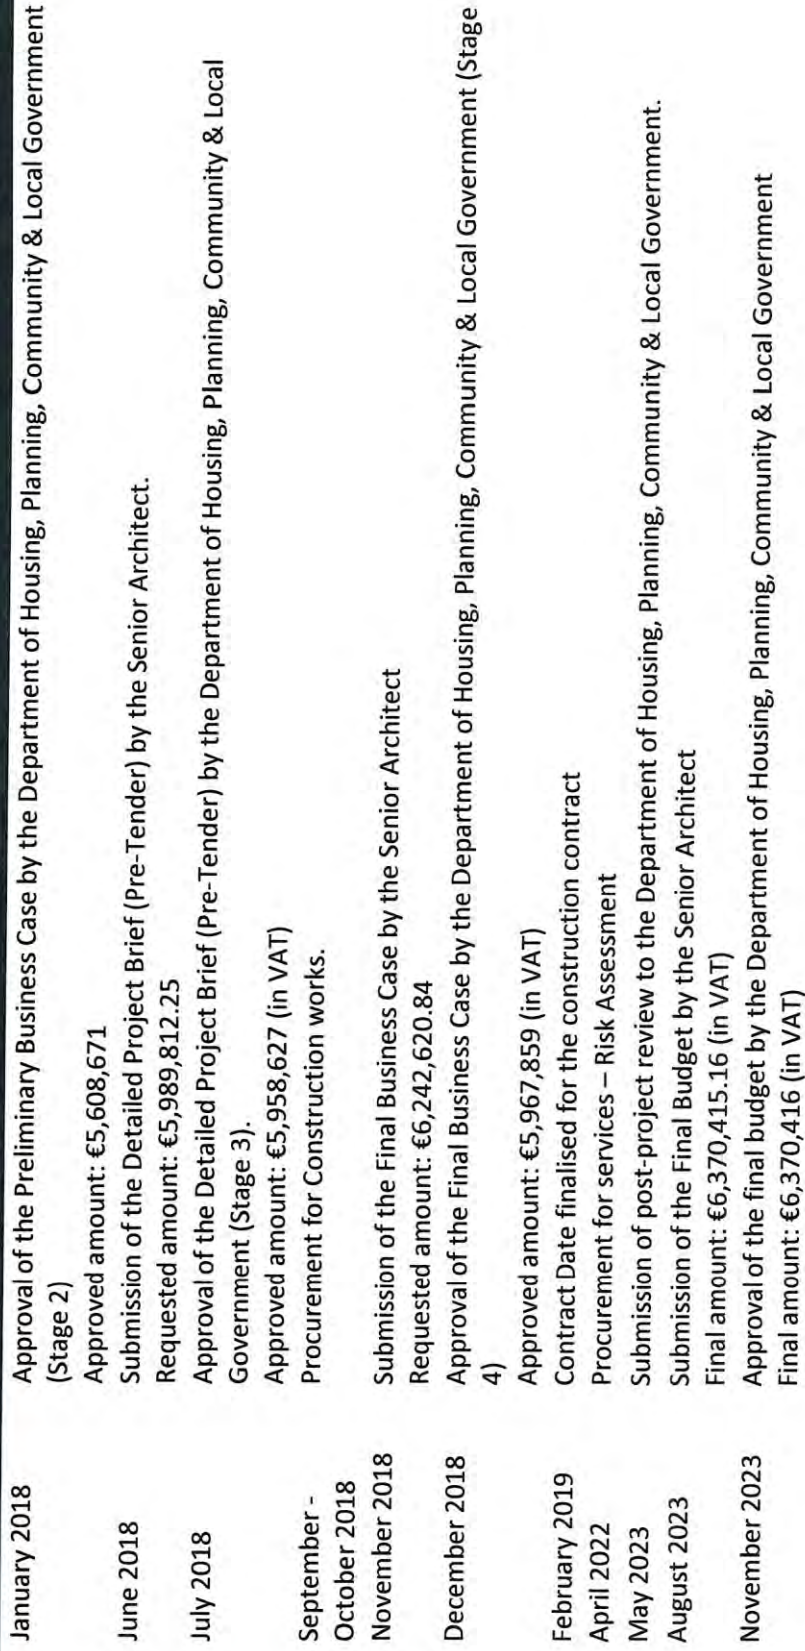 January 2018 Approval of the Preliminary Business Case by the Department of Housing, Planning, Community & Local Government
(Stage 2)
Approved amount: €5,608,671
June 2018 Submission of the Detailed Project Brief (Pre-Tender) by the Senior Architect.
Requested amount: €5,989,812.25
July 2018 Approval of the Detailed Project Brief (Pre-Tender) by the Department of Housing, Planning, Community & Local
Government (Stage 3).
Approved amount: €5,958,627 (in VAT)
September - Procurement for Construction works.
October 2018
November 2018 Submission of the Final Business Case by the Senior Architect
Requested amount: €6,242,620.84
December 2018 Approval of the Final Business Case by the Department of Housing, Planning, Community & Local Government (Stage
4)
Approved amount: €5,967,859 (in VAT)
February 2019 Contract Date finalised for the construction contract
April 2022 Procurement for services – Risk Assessment
May 2023 Submission of post-project review to the Department of Housing, Planning, Community & Local Government.
August 2023 Submission of the Final Budget by the Senior Architect
Final amount: €6,370,415.16 (in VAT)
November 2023 Approval of the final budget by the Department of Housing, Planning, Community & Local Government
Final amount: €6,370,416 (in VAT)